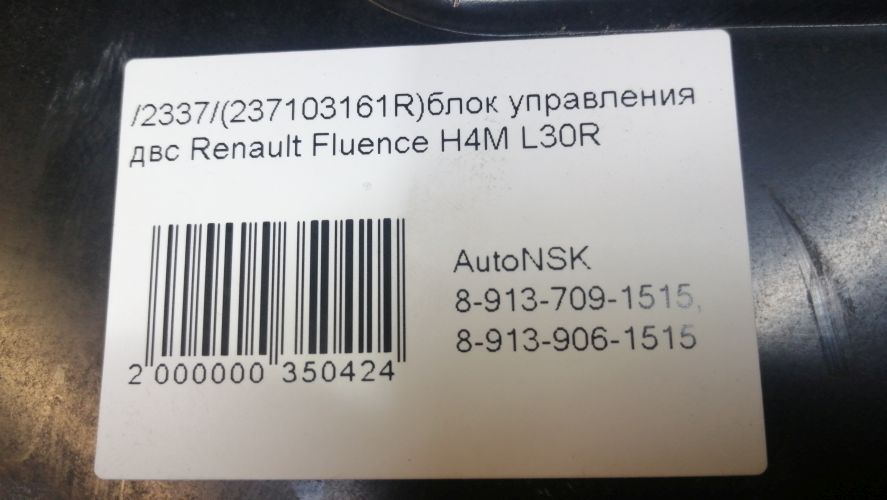 /2337/(237103161R)блок управления
двс Renault Fluence H4M L30R
AutoNSK
8-913-709-1515,
8-913-906-1515
2 000000 350424